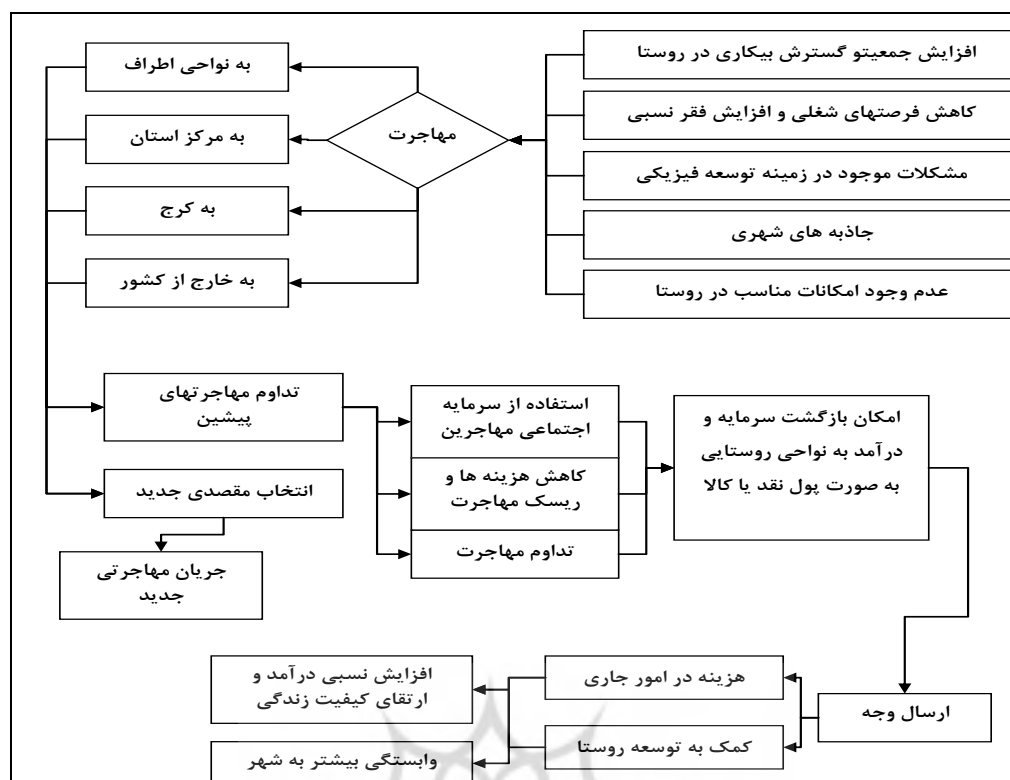 افزایش جمعیتو گسترش بیکاری در روستا
کاهش فرصتهای شغلی و افزایش فقر نسبی
مشکلات موجود در زمینه توسعه فیزیکی
جاذبه های شهری
عدم وجود امکانات مناسب در روستا
مهاجرت
به نواحی اطراف
به مرکز استان
به کرج
به خارج از کشور
تداوم مهاجرتهای
پیشین
انتخاب مقصدی جدید
جریان مهاجرتی
جدید
استفاده از سرمایه
اجتماعی مهاجرین
کاهش هزینه ها و
ریسک مهاجرت
تداوم مهاجرت
امکان بازگشت سرمایه و
درآمد به نواحی روستایی
به صورت پول نقد یا کالا
ارسال وجه
هزینه در امور جاری
کمک به توسعه روستا
افزایش نسبی درآمد و
ارتقای کیفیت زندگی
وابستگی بیشتر به شهر